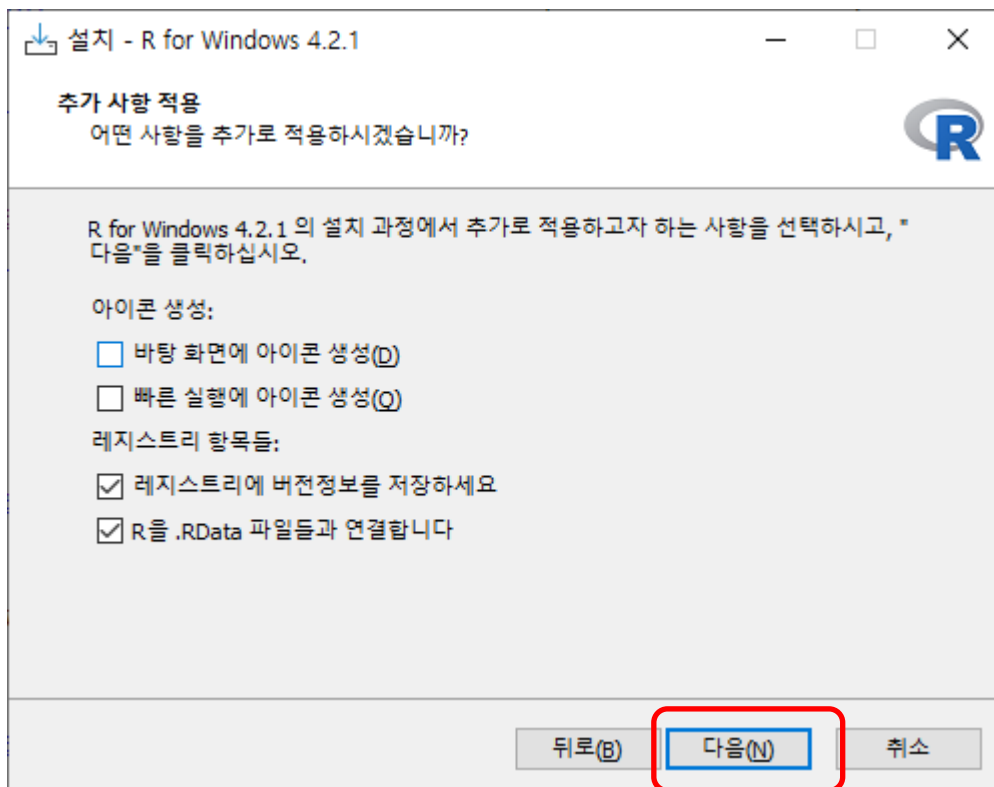 설치 - R for Windows 4.2.1
추가 사항 적용
어떤 사항을 추가로 적용하시겠습니까?
R
R for Windows 4.2.1 의 설치 과정에서 추가로 적용하고자 하는 사항을 선택하시고, "
다음"을 클릭하십시오.
아이콘 생성:
바탕 화면에 아이콘 생성(D)
빠른 실행에 아이콘 생성(Q)
레지스트리 항목들:
레지스트리에 버전정보를 저장하세요
R을 .RData 파일들과 연결합니다
뒤로(B) 다음(N) 취소